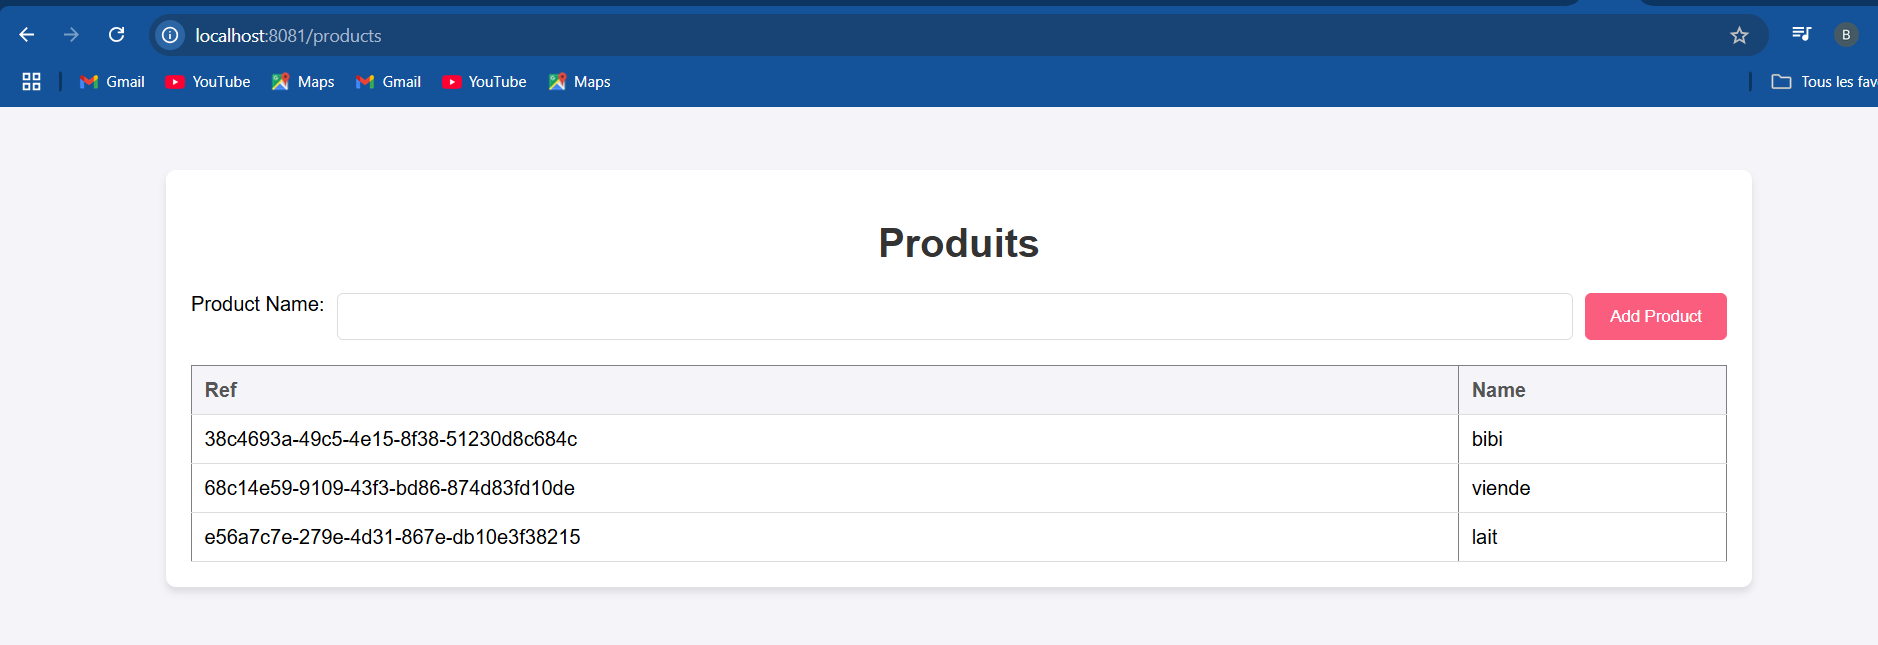 localhost:8081/products
B
Gmail YouTube Maps Gmail YouTube Maps Tous les fav
Produits
Product Name: Add Product
Ref Name
38c4693a-49c5-4e15-8f38-51230d8c684c bibi
68c14e59-9109-43f3-bd86-874d83fd10de viende
e56a7c7e-279e-4d31-867e-db10e3f38215 lait